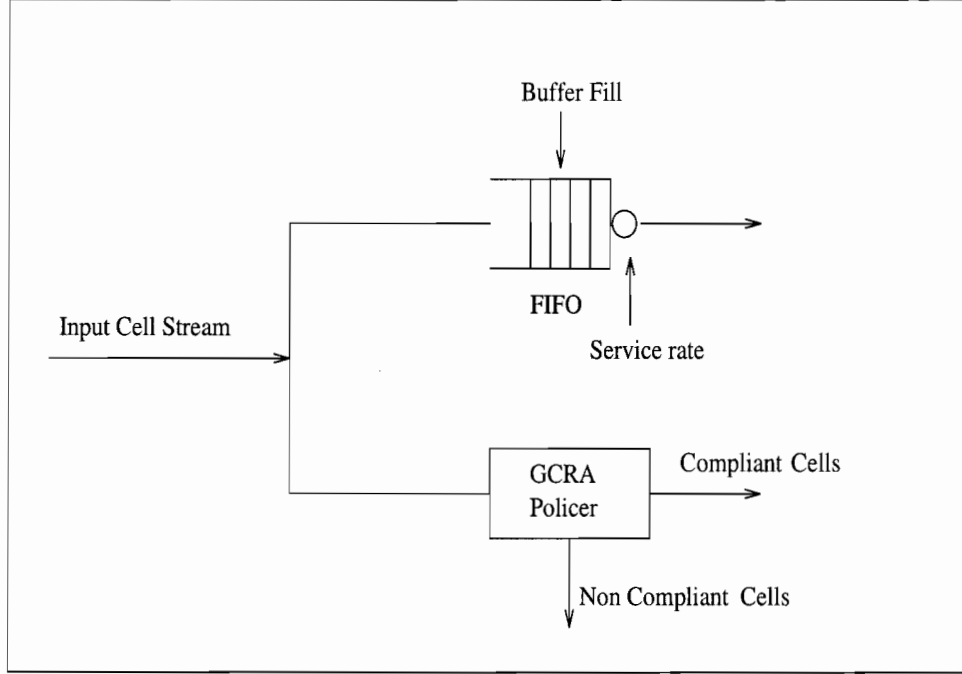 Buffer Fill
FIFO
Service rate
Input Cell Stream
GCRA
Policer
Compliant Cells
Non Compliant Cells